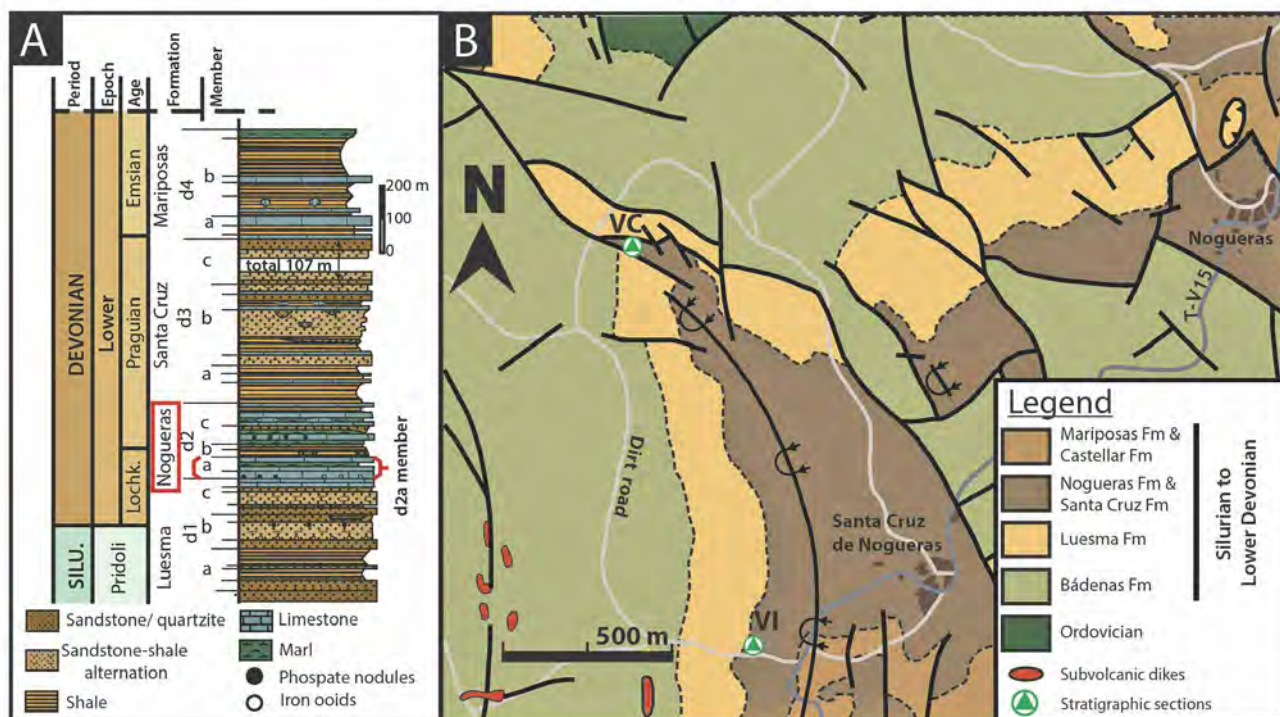 A
Period
Epoch
Age
Formation
Member
DEVONIAN
Lower
Emsian
Praguian
Lochk.
SILU.
Pridoli
Mariposas
Santa Cruz
Nogueras
Luesma
d4
d3
d2
d1
b
a
c
b
a
c
b
a
c
b
a
200 m
100
0
total 107 m
d2a member
Sandstone/ quartzite
Sandstone-shale
alternation
Shale
Limestone
Marl
Phospate nodules
Iron ooids
B
N
VC
Nogueras
T-V15
Dirt road
Santa Cruz
de Nogueras
VI
500 m
Legend
Mariposas Fm &
Castellar Fm
Nogueras Fm &
Santa Cruz Fm
Luesma Fm
Bádenas Fm
Ordovician
Subvolcanic dikes
Stratigraphic sections
Silurian to
Lower Devonian